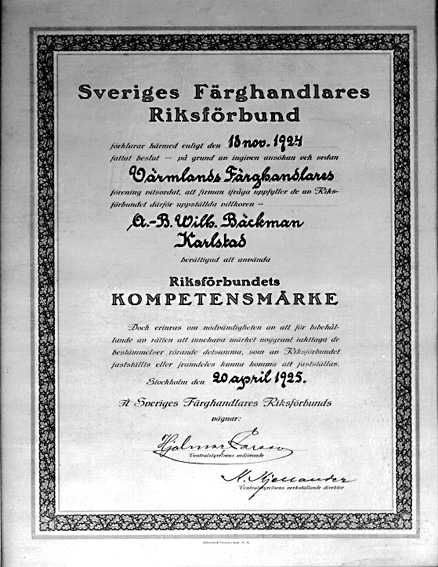 Sveriges Färghandlares
Riksförbund
förklarar härmed enligt den 18 nov. 1924
fattat beslut — på grund av ingiven ansökan och sedan
Värmlands Färghandlares
förening vitsordat, att firman ifråga uppfyller de av Riks-
förbundet därför uppställda villkoren —
A.-B. Wilh. Bäckman
Karlstad
berättigad att använda
Riksförbundets
KOMPETENSMÄRKE
Doch erinras om nödvändigheten av att för bibehål-
lande av rätten att innehava märket noggrant iakttaga de
bestämmelser rörande detsamma, som av Riksförbundet
fastställts eller framdeles kunna komma att fastställas.
Stockholm den 20 april 1925.
Å Sveriges Färghandlares Riksförbunds
vägnar:
Hjalmar Larson
Centralstyrelsens ordförande
Centralstyrelsens verkställande direktör